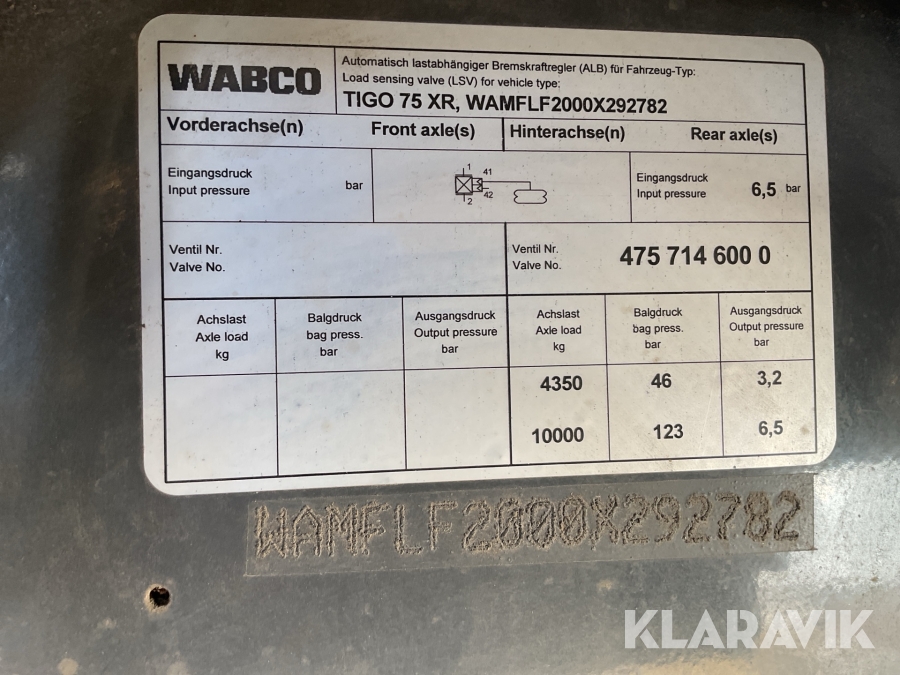 WABCO
Automatisch lastabhängiger Bremskraftregler (ALB) für Fahrzeug-Typ:
Load sensing valve (LSV) for vehicle type:
TIGO 75 XR, WAMFLF2000X292782
Vorderachse(n) Front axle(s) Hinterachse(n) Rear axle(s)
Eingangsdruck
Input pressure bar
1
41
42
2
Eingangsdruck
Input pressure 6,5 bar
Ventil Nr.
Valve No.
Ventil Nr.
Valve No. 475 714 600 0
Achslast
Axle load
kg
Balgdruck
bag press.
bar
Ausgangsdruck
Output pressure
bar
Achslast
Axle load
kg
Balgdruck
bag press.
bar
Ausgangsdruck
Output pressure
bar
4350 46 3,2
10000 123 6,5
WAMFLF2000X292782
KLARAVIK